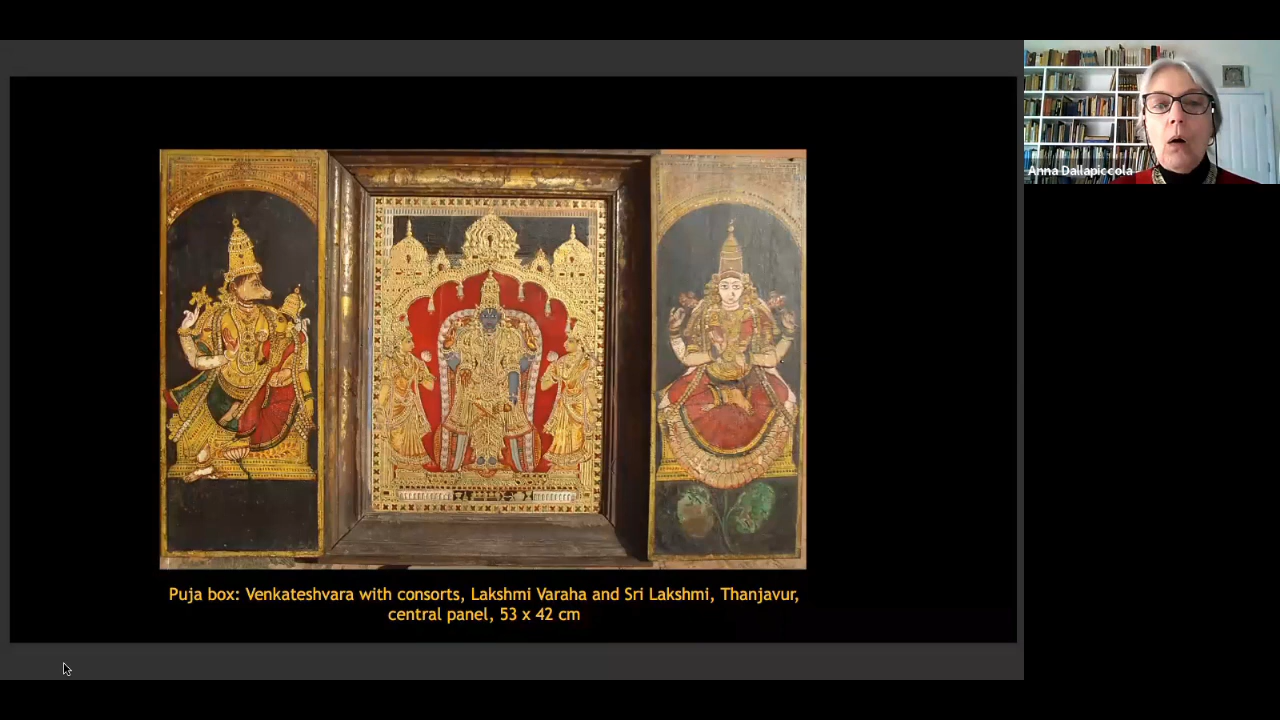 Anna Dallapiccola
Puja box: Venkateshvara with consorts, Lakshmi Varaha and Sri Lakshmi, Thanjavur,
central panel, 53 x 42 cm